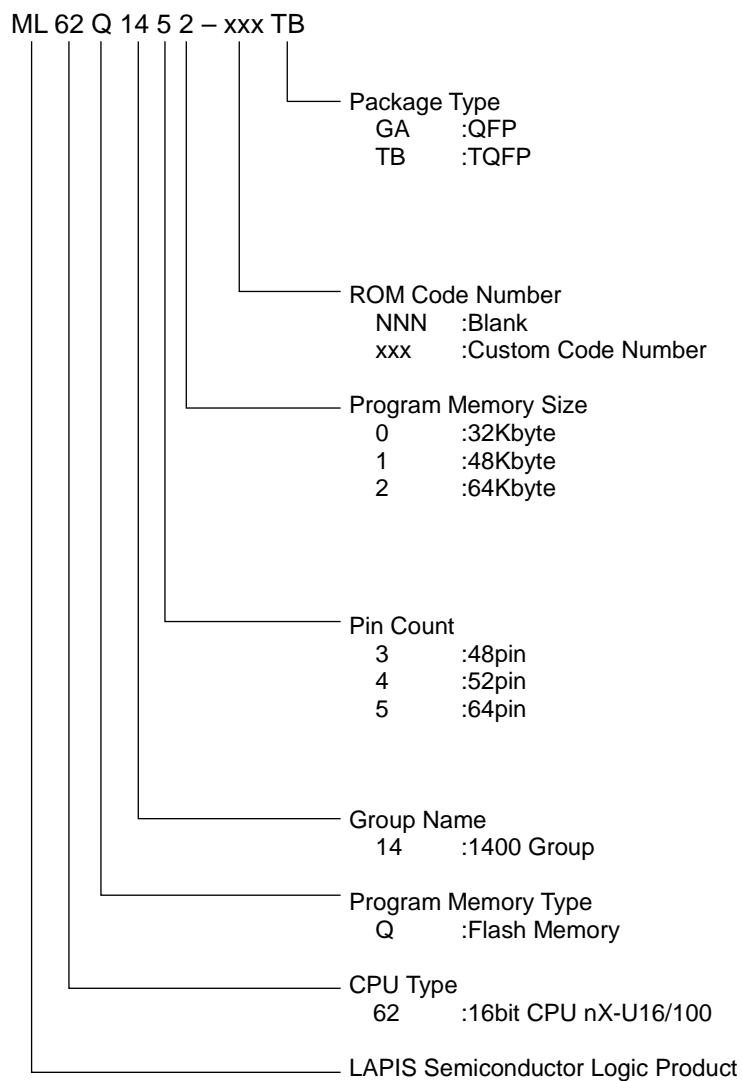 ML 62 Q 14 5 2 – xxx TB
Package Type
GA :QFP
TB :TQFP
ROM Code Number
NNN :Blank
xxx :Custom Code Number
Program Memory Size
0 :32Kbyte
1 :48Kbyte
2 :64Kbyte
Pin Count
3 :48pin
4 :52pin
5 :64pin
Group Name
14 :1400 Group
Program Memory Type
Q :Flash Memory
CPU Type
62 :16bit CPU nX-U16/100
LAPIS Semiconductor Logic Product